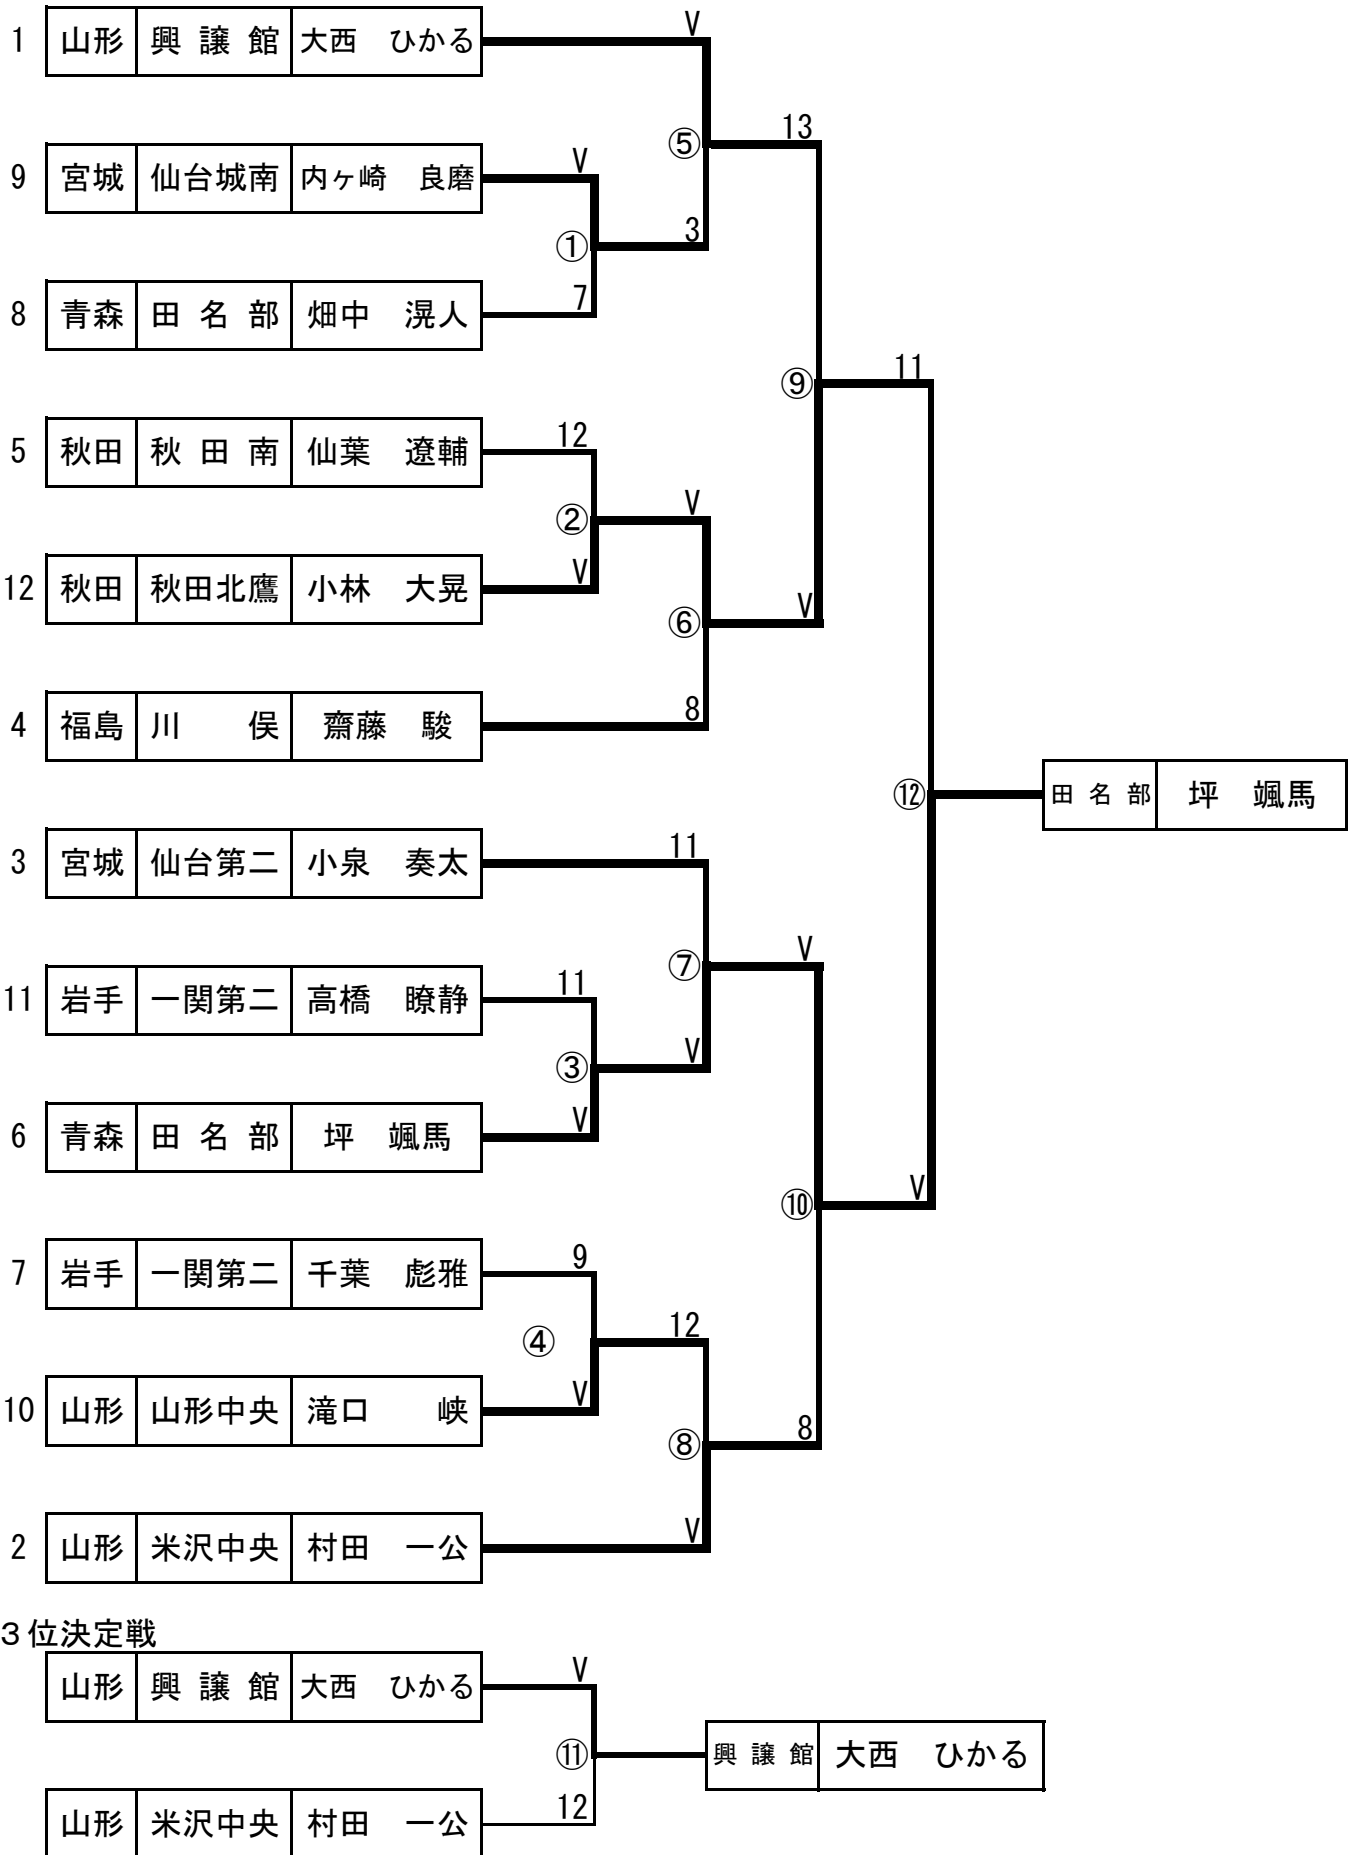 V
1 山形 興譲館 大西 ひかる
13
⑤
9 宮城 仙台城南 内ヶ崎 良磨 V
① 3
8 青森 田名部 畑中 滉人 7
⑨ 11
5 秋田 秋田南 仙葉 遼輔 12
② V
12 秋田 秋田北鷹 小林 大晃 V
⑥ V
4 福島 川俣 齋藤 駿 8
⑫ 田名部 坪 颯馬
3 宮城 仙台第二 小泉 奏太 11
⑦ V
11 岩手 一関第二 高橋 瞭静 11
③ V
6 青森 田名部 坪 颯馬 V
⑩ V
7 岩手 一関第二 千葉 彪雅 9
④ 12
10 山形 山形中央 滝口 峡 V
⑧ 8
2 山形 米沢中央 村田 一公 V
3位決定戦
山形 興譲館 大西 ひかる V
⑪ 興譲館 大西 ひかる
山形 米沢中央 村田 一公 12